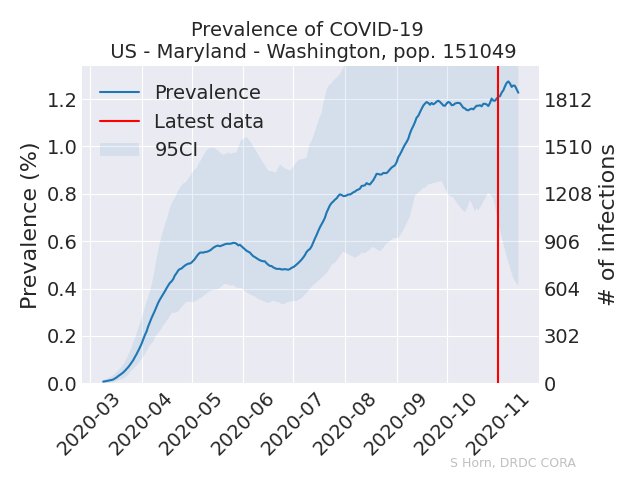 Prevalence of COVID-19
US - Maryland - Washington, pop. 151049
Prevalence
Latest data
95CI
Prevalence (%)
1.2
1.0
0.8
0.6
0.4
0.2
0.0
1812
1510
1208
906
604
302
0
# of infections
2020-03
2020-04
2020-05
2020-06
2020-07
2020-08
2020-09
2020-10
2020-11
S Horn, DRDC CORA